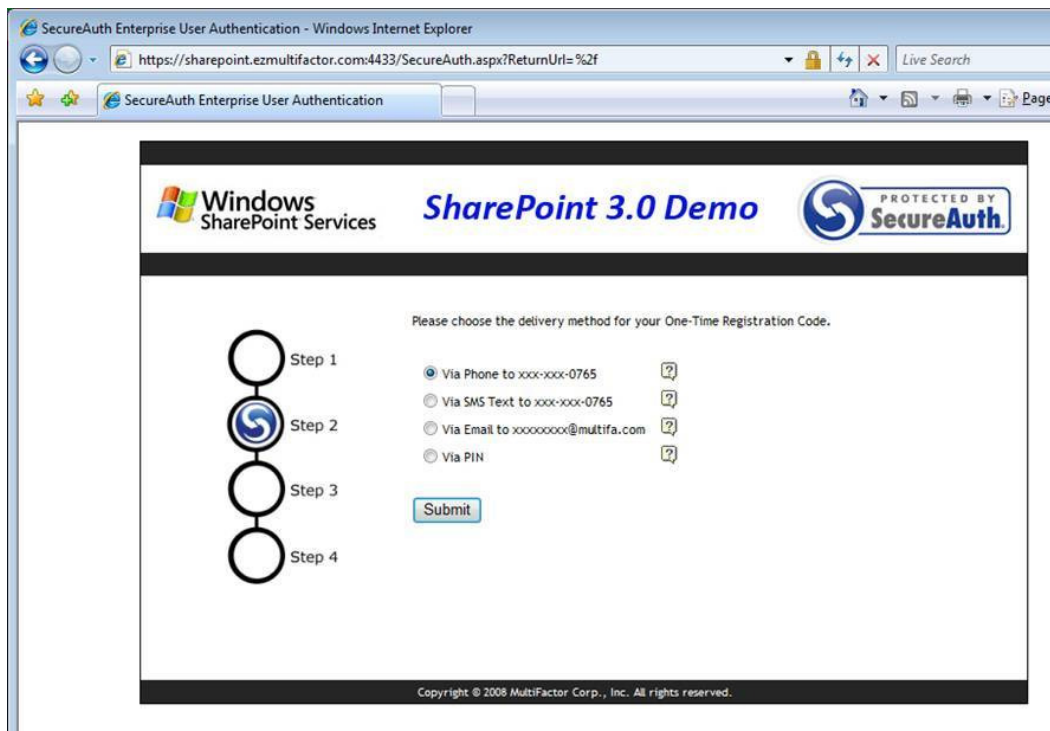 SecureAuth Enterprise User Authentication - Windows Internet Explorer
https://sharepoint.ezmultifactor.com:4433/SecureAuth.aspx?ReturnUrl=%2f
Live Search
SecureAuth Enterprise User Authentication
Page
Windows
SharePoint Services
SharePoint 3.0 Demo
PROTECTED BY
SecureAuth.
Please choose the delivery method for your One-Time Registration Code.
Step 1
Via Phone to xxx-xxx-0765
Via SMS Text to xxx-xxx-0765
Step 2
Via Email to xxxxxxxx@multifa.com
Via PIN
Step 3
Submit
Step 4
Copyright © 2008 MultiFactor Corp., Inc. All rights reserved.